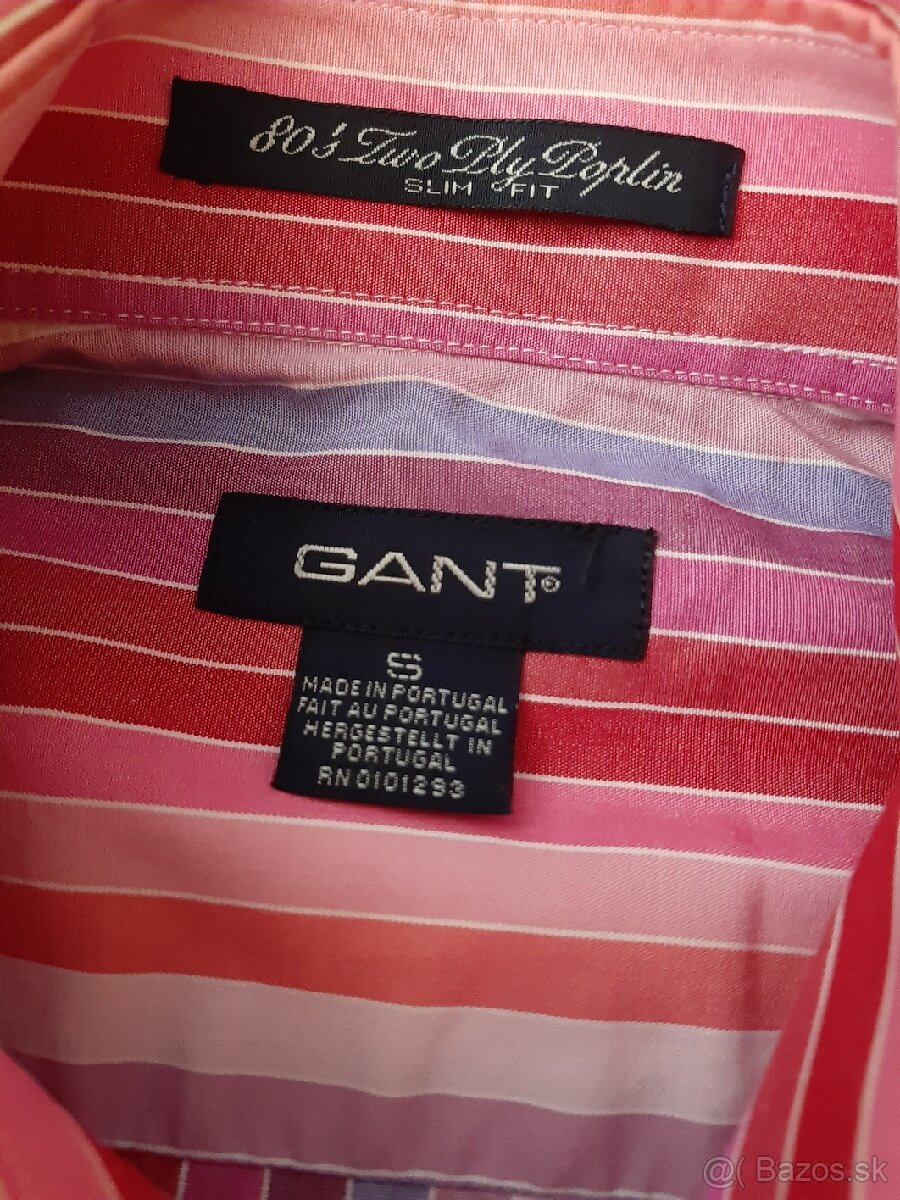 80's Two Ply Poplin
SLIM FIT
GANT®
S
MADE IN PORTUGAL
FAIT AU PORTUGAL
HERGESTELLT IN
PORTUGAL
RN 0101293
@( Bazos.sk